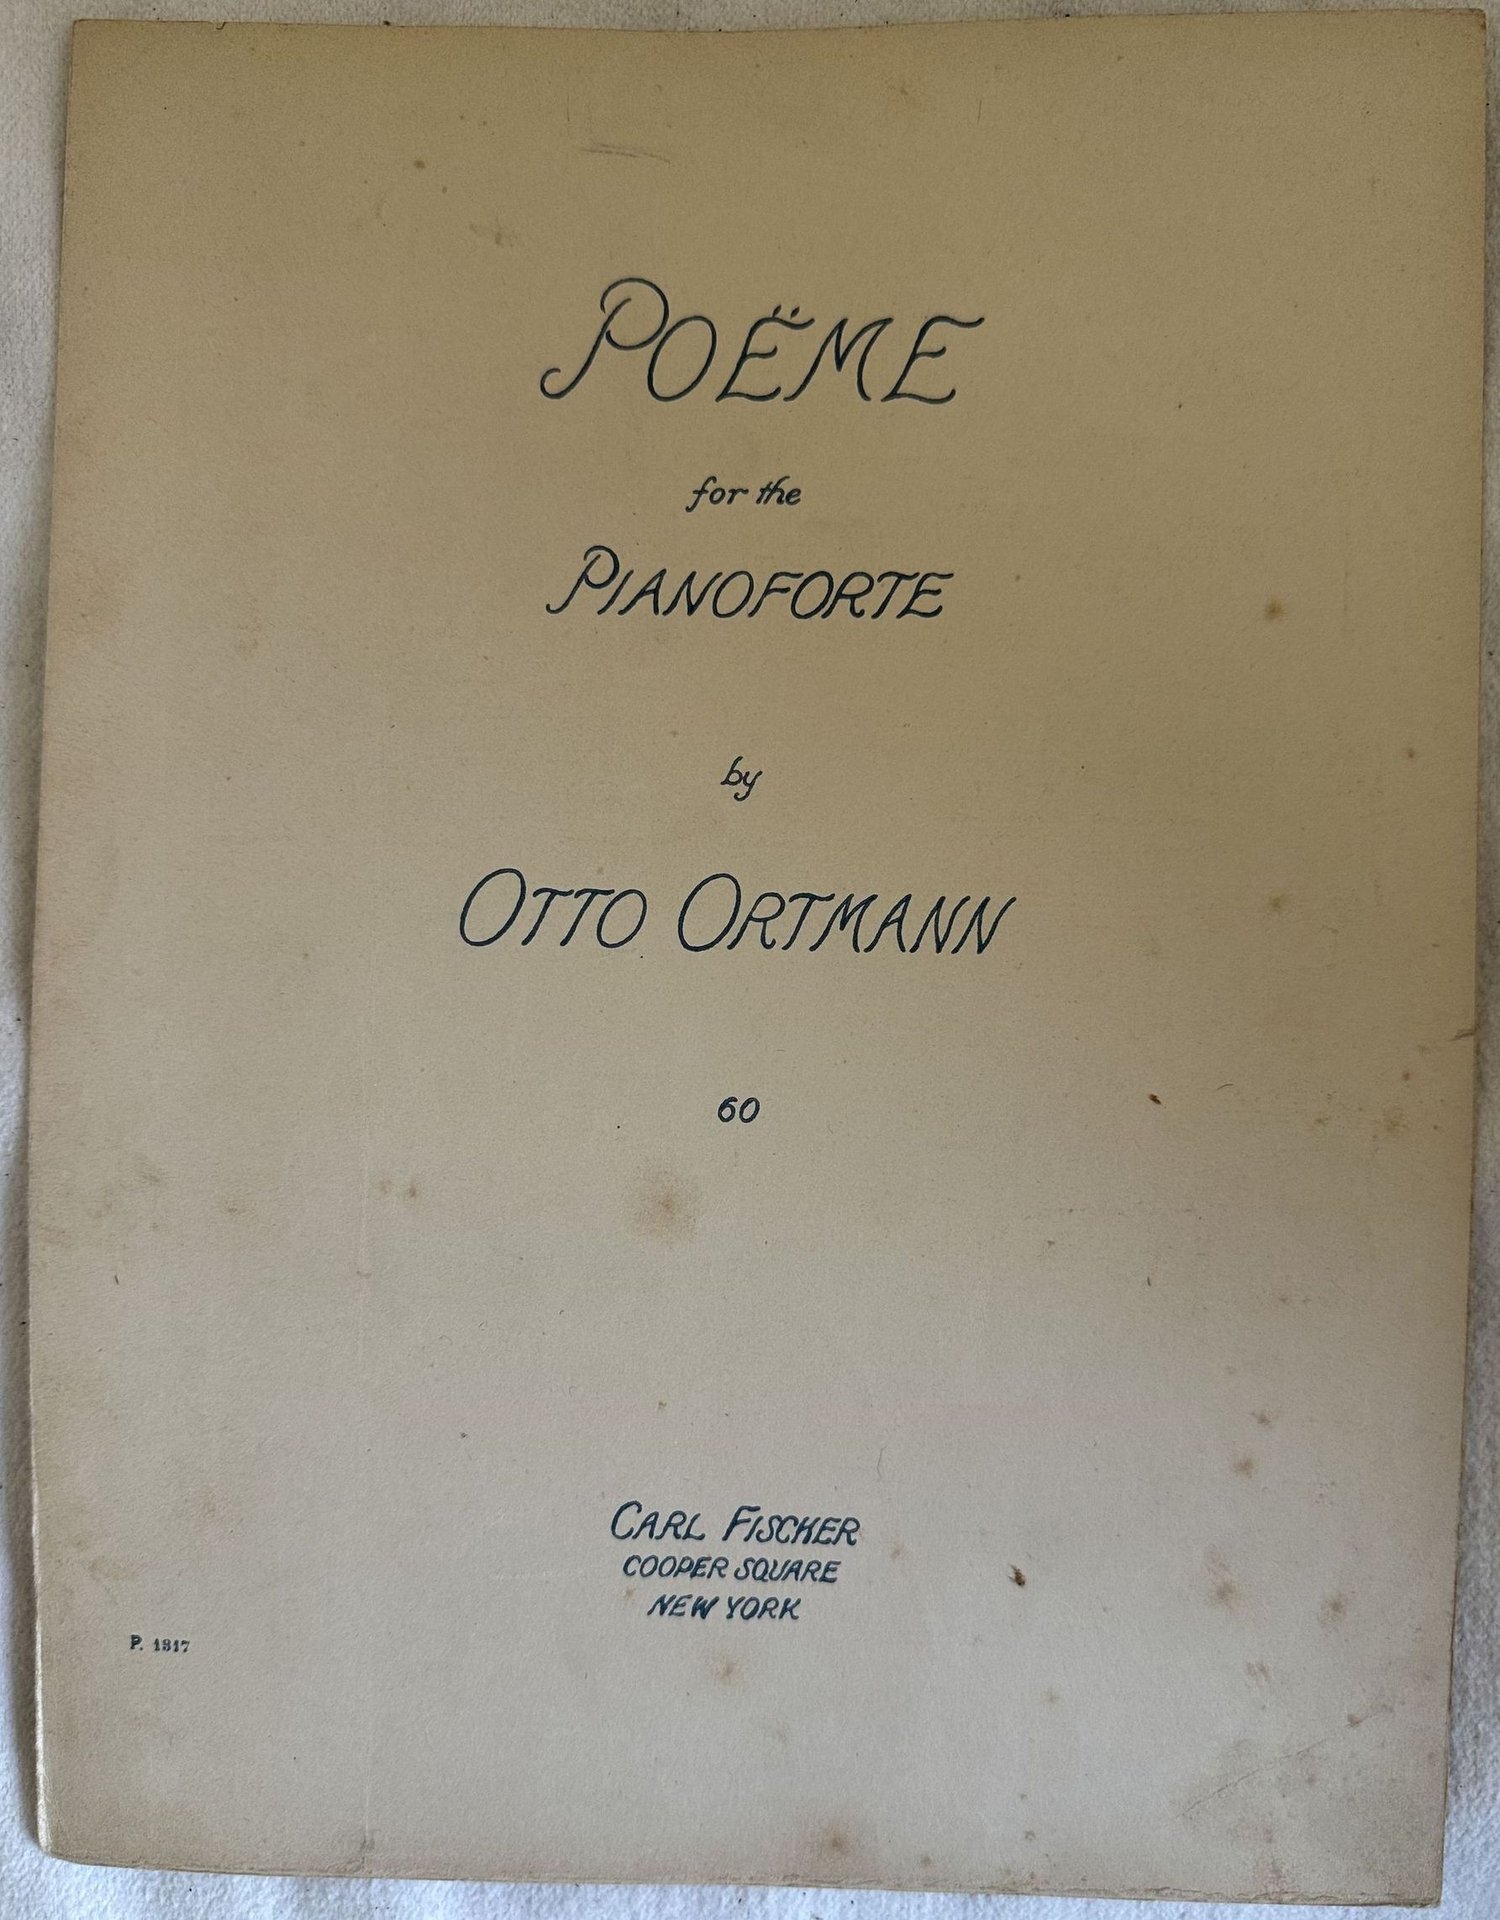 POËME
for the
PIANOFORTE
by
OTTO ORTMANN
60
CARL FISCHER
COOPER SQUARE
NEW YORK
P. 1317